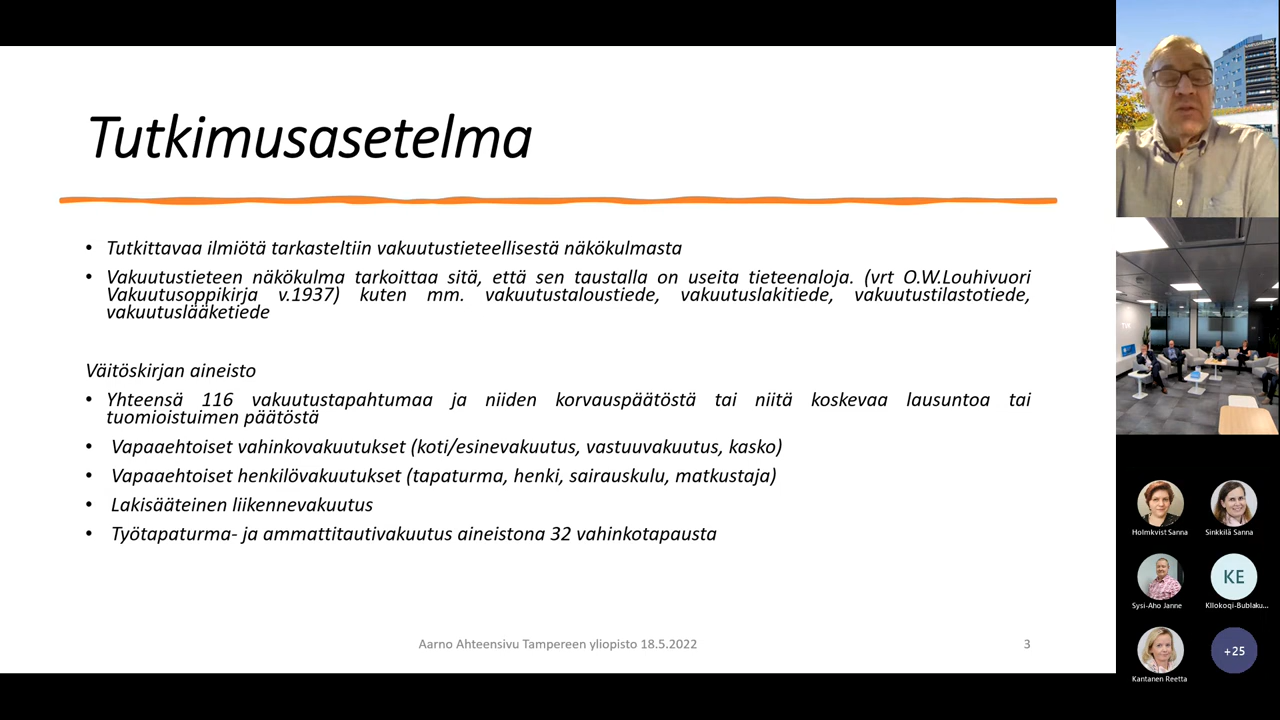 Tutkimusasetelma
• Tutkittavaa ilmiötä tarkasteltiin vakuutustieteellisestä näkökulmasta
• Vakuutustieteen näkökulma tarkoittaa sitä, että sen taustalla on useita tieteenaloja. (vrt O.W.Louhivuori
Vakuutusoppikirja v.1937) kuten mm. vakuutustaloustiede, vakuutuslakitiede, vakuutustilastotiede,
vakuutuslääketiede
Väitöskirjan aineisto
• Yhteensä 116 vakuutustapahtumaa ja niiden korvauspäätöstä tai niitä koskevaa lausuntoa tai
tuomioistuimen päätöstä
• Vapaaehtoiset vahinkovakuutukset (koti/esinevakuutus, vastuuvakuutus, kasko)
• Vapaaehtoiset henkilövakuutukset (tapaturma, henki, sairauskulu, matkustaja)
• Lakisääteinen liikennevakuutus
• Työtapaturma- ja ammattitautivakuutus aineistona 32 vahinkotapausta
Aarno Ahteensivu Tampereen yliopisto 18.5.2022
3
Holmkvist Sanna
Sinkkilä Sanna
Sysi-Aho Janne
KE
Kllokoqi-Bublaku...
Kantanen Reetta
+25